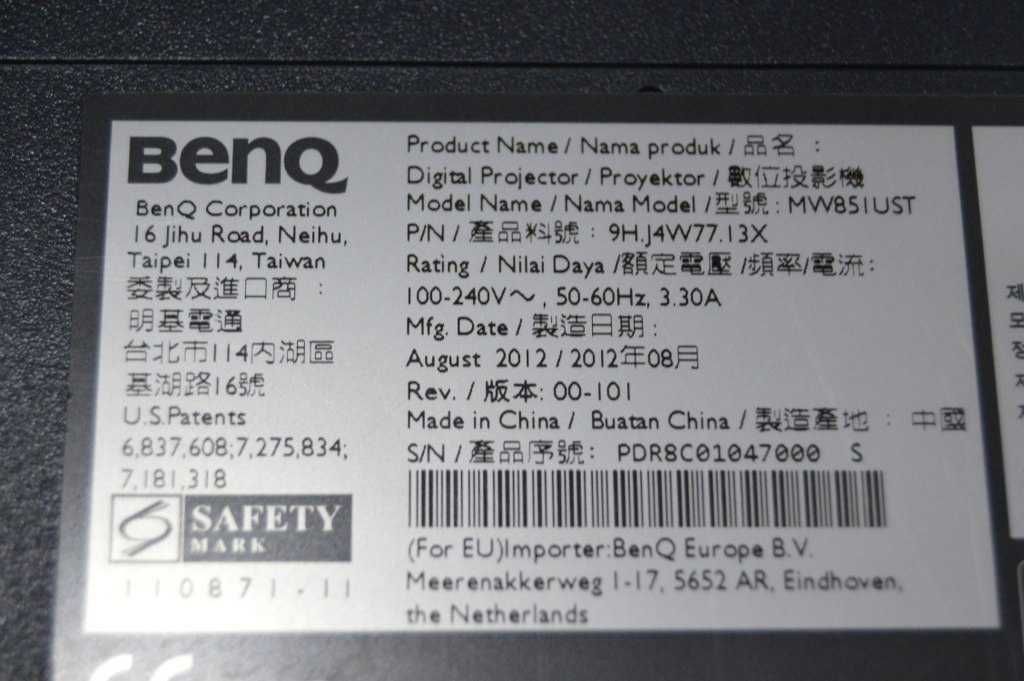 BenQ
BenQ Corporation
16 Jihu Road, Neihu,
Taipei 114, Taiwan
委製及進口商 :
明基電通
台北市114內湖區
基湖路16號
U.S.Patents
6,837,608;7,275,834;
7,181,318
SAFETY
MARK
110871-11
Product Name / Nama produk / 品名 :
Digital Projector / Proyektor / 數位投影機
Model Name / Nama Model / 型號 : MW851UST
P/N / 產品料號 : 9H.J4W77.13X
Rating / Nilai Daya /額定電壓 /頻率/電流:
100-240V～ , 50-60Hz, 3.30A
Mfg. Date / 製造日期 :
August 2012 / 2012年08月
Rev. / 版本: 00-101
Made in China / Buatan China / 製造產地 : 中國
S/N / 產品序號: PDR8C01047000 S
(For EU)Importer:BenQ Europe B.V.
Meerenakkerweg 1-17, 5652 AR, Eindhoven,
the Netherlands